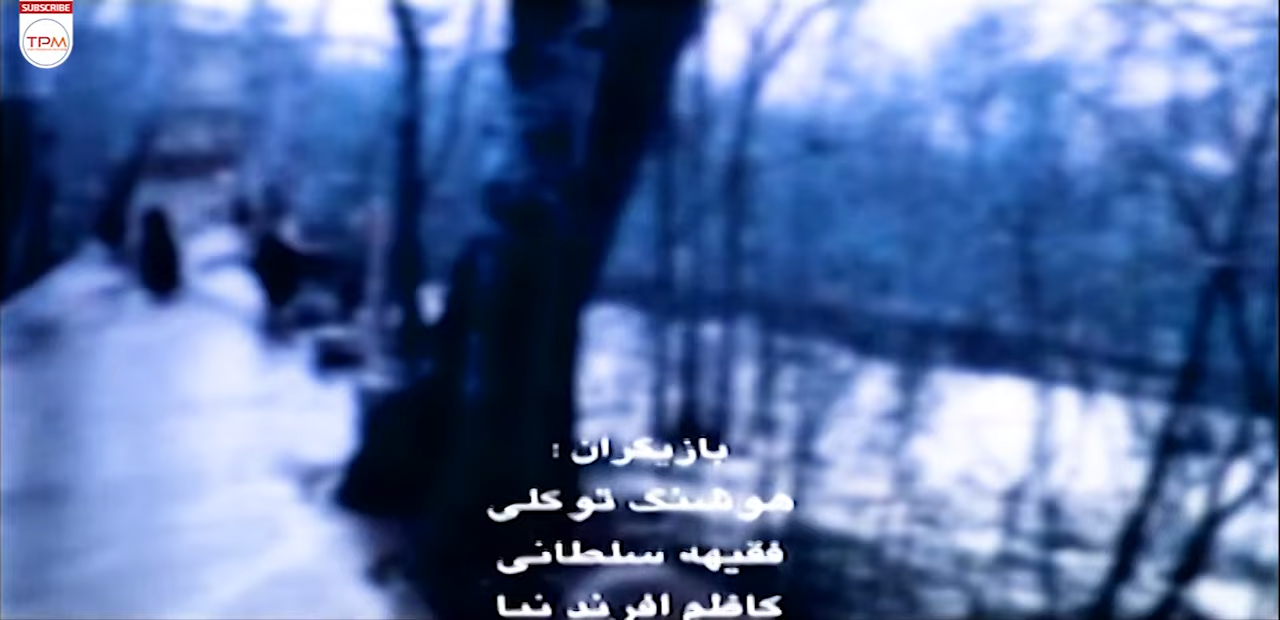 SUBSCRIBE
TPM
بازیگران :
هوشنگ توکلی
فقیهه سلطانی
کاظم افرند نیا